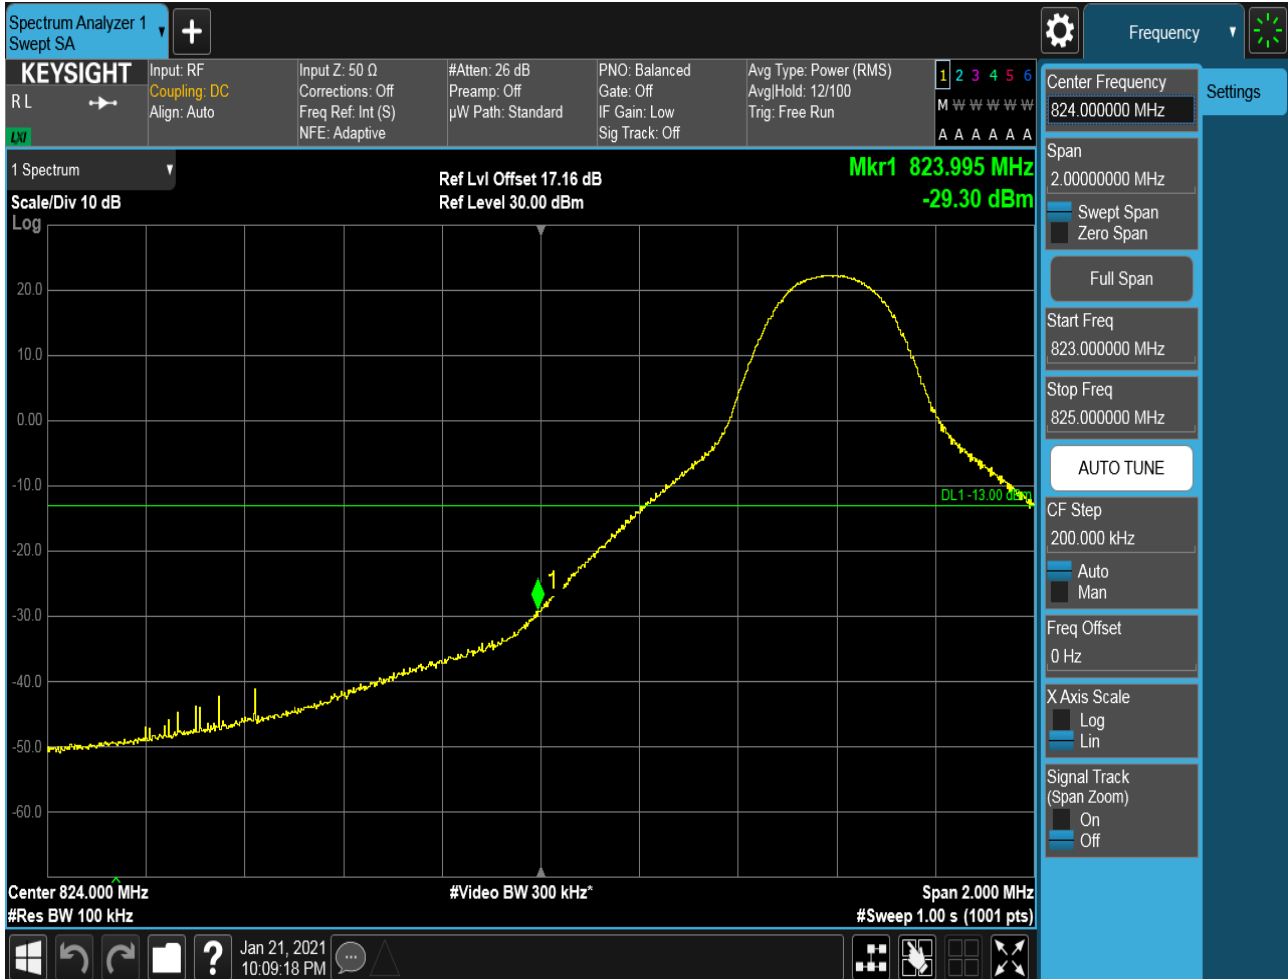 Spectrum Analyzer 1
Swept SA
+
Frequency
KEYSIGHT
R L
LXI
Input: RF
Coupling: DC
Align: Auto
Input Z: 50 Ω
Corrections: Off
Freq Ref: Int (S)
NFE: Adaptive
#Atten: 26 dB
Preamp: Off
µW Path: Standard
PNO: Balanced
Gate: Off
IF Gain: Low
Sig Track: Off
Avg Type: Power (RMS)
Avg|Hold: 12/100
Trig: Free Run
1 2 3 4 5 6
M W W W W W
A A A A A A
1 Spectrum
Scale/Div 10 dB
Log
Ref Lvl Offset 17.16 dB
Ref Level 30.00 dBm
Mkr1 823.995 MHz
-29.30 dBm
20.0
10.0
0.00
-10.0
-20.0
-30.0
-40.0
-50.0
-60.0
DL1 -13.00 dBm
1
Center 824.000 MHz
#Res BW 100 kHz
#Video BW 300 kHz*
Span 2.000 MHz
#Sweep 1.00 s (1001 pts)
Center Frequency
824.000000 MHz
Settings
Span
2.00000000 MHz
Swept Span
Zero Span
Full Span
Start Freq
823.000000 MHz
Stop Freq
825.000000 MHz
AUTO TUNE
CF Step
200.000 kHz
Auto
Man
Freq Offset
0 Hz
X Axis Scale
Log
Lin
Signal Track
(Span Zoom)
On
Off
?
Jan 21, 2021
10:09:18 PM